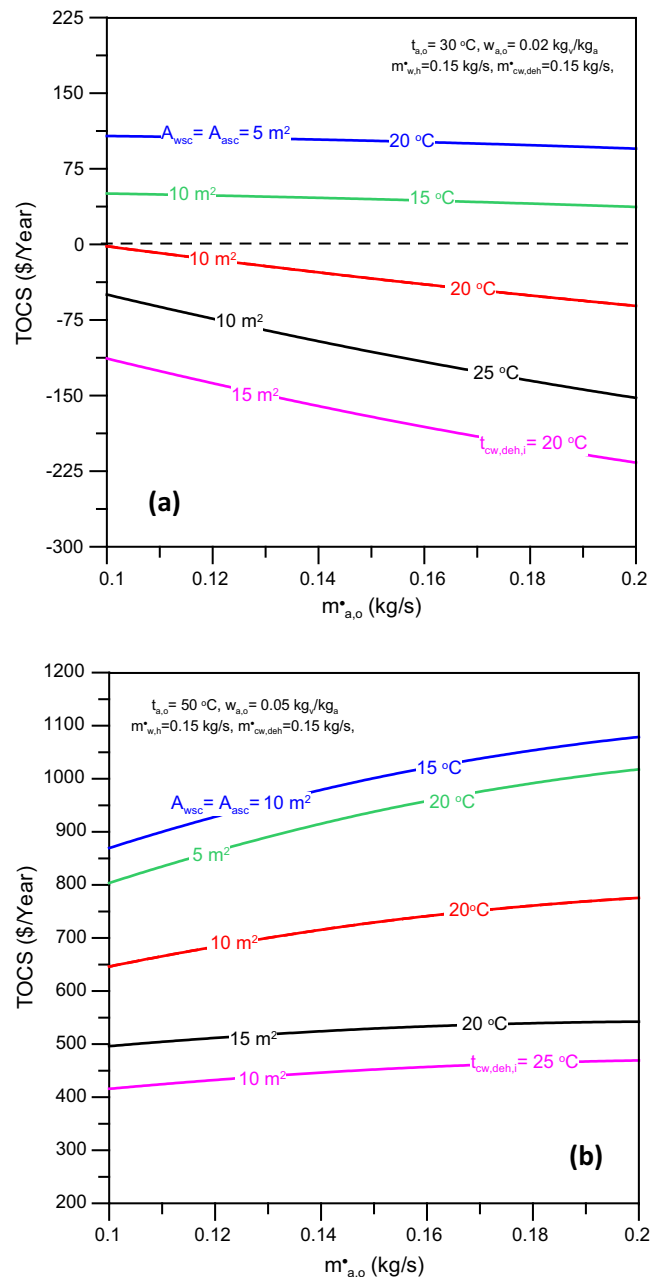 225
150
75
0
-75
-150
-225
-300
TOCS ($/Year)
t_a,o= 30 °C, w_a,o= 0.02 kg_v/kg_a
m•_w,h=0.15 kg/s, m•_cw,deh=0.15 kg/s,
A_wsc= A_asc= 5 m² 20 °C
10 m² 15 °C
10 m² 20 °C
10 m² 25 °C
15 m² t_cw,deh,i= 20 °C
(a)
0.1 0.12 0.14 0.16 0.18 0.2
m•_a,o (kg/s)
1200
1100
1000
900
800
700
600
500
400
300
200
TOCS ($/Year)
t_a,o= 50 °C, w_a,o= 0.05 kg_v/kg_a
m•_w,h=0.15 kg/s, m•_cw,deh=0.15 kg/s,
A_wsc= A_asc= 10 m² 15 °C
5 m² 20 °C
10 m² 20°C
15 m² 20 °C
10 m² t_cw,deh,i= 25 °C
(b)
0.1 0.12 0.14 0.16 0.18 0.2
m•_a,o (kg/s)